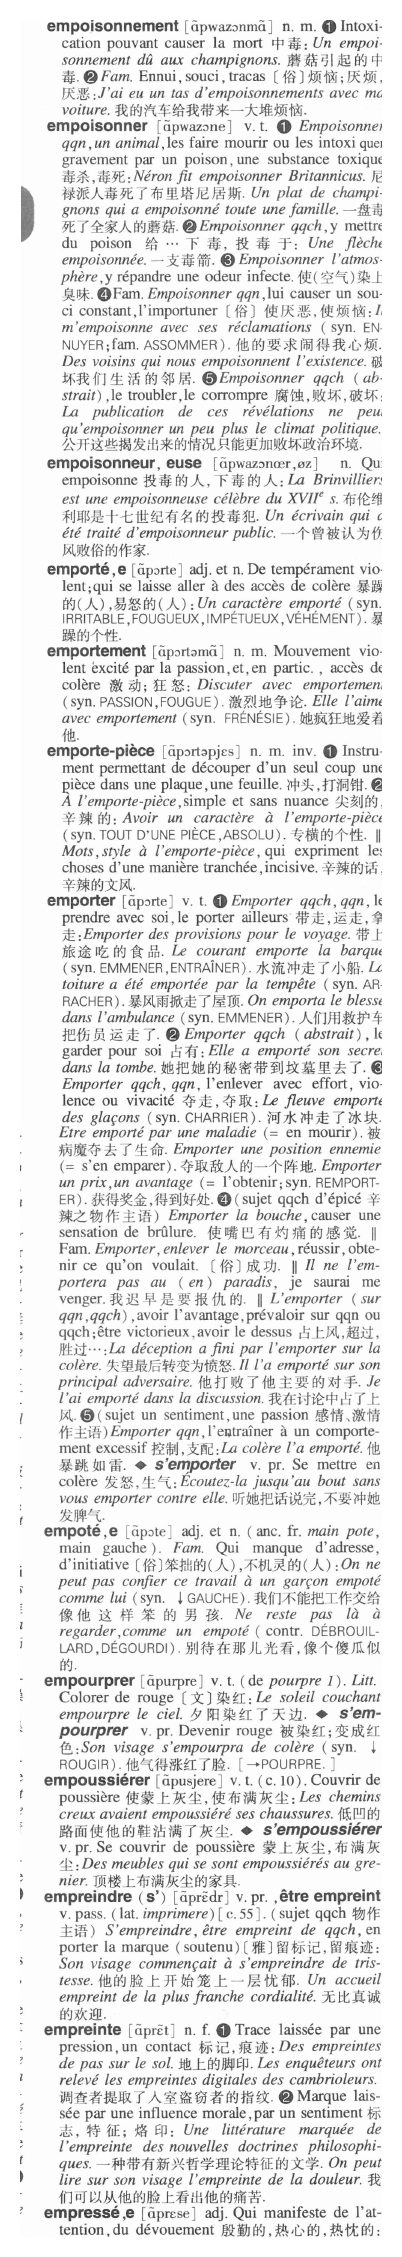 empoisonnement [ɑ̃pwazɔnmɑ̃] n. m. ❶ Intoxi-
cation pouvant causer la mort 中毒: Un empoi-
sonnement dû aux champignons. 蘑菇引起的中
毒. ❷ Fam. Ennui, souci, tracas [俗]烦恼;厌烦,
厌恶: J'ai eu un tas d'empoisonnements avec ma
voiture. 我的汽车给我带来一大堆烦恼.
empoisonner [ɑ̃pwazɔne] v. t. ❶ Empoisonner
qqn, un animal, les faire mourir ou les intoxiquer
gravement par un poison, une substance toxique
毒杀,毒死: Néron fit empoisonner Britannicus. 尼
禄派人毒死了布里塔尼居斯. Un plat de champi-
gnons qui a empoisonné toute une famille. 一盘毒
死了全家人的蘑菇. ❷ Empoisonner qqch, y mettre
du poison 给…下毒, 投毒于: Une flèche
empoisonnée. 一支毒箭. ❸ Empoisonner l'atmos-
phère, y répandre une odeur infecte. 使(空气)染上
臭味. ❹ Fam. Empoisonner qqn, lui causer un sou-
ci constant, l'importuner [俗] 使厌恶,使烦恼: Il
m'empoisonne avec ses réclamations (syn. EN-
NUYER; fam. ASSOMMER). 他的要求闹得我心烦.
Des voisins qui nous empoisonnent l'existence. 破
坏我们生活的邻居. ❺ Empoisonner qqch (ab-
strait), le troubler, le corrompre 腐蚀,败坏,破坏:
La publication de ces révélations ne peut
qu'empoisonner un peu plus le climat politique.
公开这些揭发出来的情况只能更加败坏政治环境.
empoisonneur, euse [ɑ̃pwazɔnœr,øz] n. Qui
empoisonne 投毒的人,下毒的人: La Brinvilliers
est une empoisonneuse célèbre du XVIIe s. 布伦维
利耶是十七世纪有名的投毒犯. Un écrivain qui a
été traité d'empoisonneur public. 一个曾被认为伤
风败俗的作家.
emporté,e [ɑ̃pɔrte] adj. et n. De tempérament vio-
lent; qui se laisse aller à des accès de colère 暴躁
的(人),易怒的(人): Un caractère emporté (syn.
IRRITABLE, FOUGUEUX, IMPÉTUEUX, VÉHÉMENT). 暴
躁的个性.
emportement [ɑ̃pɔrtəmɑ̃] n. m. Mouvement vio-
lent excité par la passion, et, en partic., accès de
colère 激动; 狂怒: Discuter avec emportement
(syn. PASSION, FOUGUE). 激烈地争论. Elle l'aime
avec emportement (syn. FRÉNÉSIE). 她疯狂地爱着
他.
emporte-pièce [ɑ̃pɔrtəpjɛs] n. m. inv. ❶ Instru-
ment permettant de découper d'un seul coup une
pièce dans une plaque, une feuille. 冲头,打洞钳. ❷
À l'emporte-pièce, simple et sans nuance 尖刻的,
辛辣的: Avoir un caractère à l'emporte-pièce
(syn. TOUT D'UNE PIÈCE, ABSOLU). 专横的个性. ‖
Mots, style à l'emporte-pièce, qui expriment les
choses d'une manière tranchée, incisive. 辛辣的话,
辛辣的文风.
emporter [ɑ̃pɔrte] v. t. ❶ Emporter qqch, qqn, le
prendre avec soi, le porter ailleurs 带走,运走,拿
走: Emporter des provisions pour le voyage. 带上
旅途吃的食品. Le courant emporte la barque
(syn. EMMENER, ENTRAÎNER). 水流冲走了小船. La
toiture a été emportée par la tempête (syn. AR-
RACHER). 暴风雨掀走了屋顶. On emporta le blessé
dans l'ambulance (syn. EMMENER). 人们用救护车
把伤员运走了. ❷ Emporter qqch (abstrait), le
garder pour soi 占有: Elle a emporté son secret
dans la tombe. 她把她的秘密带到坟墓里去了. ❸
Emporter qqch, qqn, l'enlever avec effort, vio-
lence ou vivacité 夺走,夺取: Le fleuve emporte
des glaçons (syn. CHARRIER). 河水冲走了冰块.
Etre emporté par une maladie (= en mourir). 被
病魔夺去了生命. Emporter une position ennemie
(= s'en emparer). 夺取敌人的一个阵地. Emporter
un prix, un avantage (= l'obtenir; syn. REMPORT-
ER). 获得奖金,得到好处. ❹ (sujet qqch d'épicé 辛
辣之物作主语) Emporter la bouche, causer une
sensation de brûlure. 使嘴巴有灼痛的感觉. ‖
Fam. Emporter, enlever le morceau, réussir, obte-
nir ce qu'on voulait. [俗]成功. ‖ Il ne l'em-
portera pas au (en) paradis, je saurai me
venger. 我迟早是要报仇的. ‖ L'emporter (sur
qqn, qqch), avoir l'avantage, prévaloir sur qqn ou
qqch; être victorieux, avoir le dessus 占上风,超过,
胜过…: La déception a fini par l'emporter sur la
colère. 失望最后转变为愤怒. Il l'a emporté sur son
principal adversaire. 他打败了他主要的对手. Je
l'ai emporté dans la discussion. 我在讨论中占了上
风. ❺ (sujet un sentiment, une passion 感情、激情
作主语) Emporter qqn, l'entraîner à un comporte-
ment excessif 控制,支配: La colère l'a emporté. 他
暴跳如雷. ◆ s'emporter v. pr. Se mettre en
colère 发怒,生气: Écoutez-la jusqu'au bout sans
vous emporter contre elle. 听她把话说完,不要冲她
发脾气.
empoté,e [ɑ̃pɔte] adj. et n. (anc. fr. main pote,
main gauche). Fam. Qui manque d'adresse,
d'initiative [俗]笨拙的(人),不机灵的(人): On ne
peut pas confier ce travail à un garçon empoté
comme lui (syn. ↓GAUCHE). 我们不能把工作交给
像他这样笨的男孩. Ne reste pas là à
regarder, comme un empoté (contr. DÉBROUIL-
LARD, DÉGOURDI). 别待在那儿光看,像个傻瓜似
的.
empourprer [ɑ̃purpre] v. t. (de pourpre 1). Litt.
Colorer de rouge [文]染红: Le soleil couchant
empourpre le ciel. 夕阳染红了天边. ◆ s'em-
pourprer v. pr. Devenir rouge 被染红;变成红
色: Son visage s'empourpra de colère (syn. ↓
ROUGIR). 他气得涨红了脸. [→POURPRE.]
empoussiérer [ɑ̃pusjere] v. t. (c. 10). Couvrir de
poussière 使蒙上灰尘,使布满灰尘: Les chemins
creux avaient empoussiéré ses chaussures. 低凹的
路面使他的鞋沾满了灰尘. ◆ s'empoussiérer
v. pr. Se couvrir de poussière 蒙上灰尘,布满灰
尘: Des meubles qui se sont empoussiérés au gre-
nier. 顶楼上布满灰尘的家具.
empreindre (s') [ɑ̃prɛ̃dr] v. pr., être empreint
v. pass. (lat. imprimere) [c. 55]. (sujet qqch 物作
主语) S'empreindre, être empreint de qqch, en
porter la marque (soutenu) [雅]留标记,留痕迹:
Son visage commençait à s'empreindre de tris-
tesse. 他的脸上开始笼上一层忧郁. Un accueil
empreint de la plus franche cordialité. 无比真诚
的欢迎.
empreinte [ɑ̃prɛ̃t] n. f. ❶ Trace laissée par une
pression, un contact 标记,痕迹: Des empreintes
de pas sur le sol. 地上的脚印. Les enquêteurs ont
relevé les empreintes digitales des cambrioleurs.
调查者提取了入室盗窃者的指纹. ❷ Marque lais-
sée par une influence morale, par un sentiment 标
志, 特征; 烙印: Une littérature marquée de
l'empreinte des nouvelles doctrines philosophi-
ques. 一种带有新兴哲学理论特征的文学. On peut
lire sur son visage l'empreinte de la douleur. 我
们可以从他的脸上看出他的痛苦.
empressé,e [ɑ̃prese] adj. Qui manifeste de l'at-
tention, du dévouement 殷勤的,热心的,热忱的: